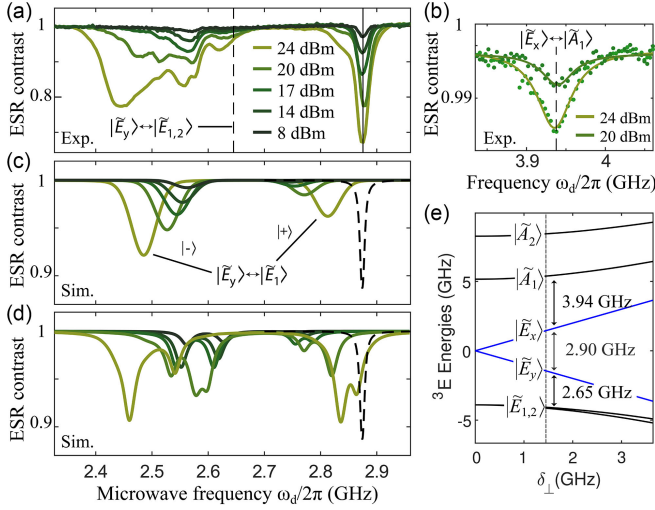 (a)
ESR contrast
1
0.8
24 dBm
20 dBm
17 dBm
14 dBm
8 dBm
|Ẽy⟩↔|Ẽ1,2⟩
Exp.
(b)
|Ẽx⟩↔|Ã1⟩
ESR contrast
0.99
24 dBm
20 dBm
Exp.
3.9 4
Frequency ωd/2π (GHz)
(c)
ESR contrast
1
0.9
|-⟩
|+⟩
|Ẽy⟩↔|Ẽ1⟩
Sim.
(d)
ESR contrast
1
0.9
Sim.
2.4 2.5 2.6 2.7 2.8 2.9
Microwave frequency ωd/2π (GHz)
(e)
³E Energies (GHz)
5
0
-5
|Ã2⟩
|Ã1⟩
3.94 GHz
|Ẽx⟩
2.90 GHz
|Ẽy⟩
2.65 GHz
|Ẽ1,2⟩
0 1 2 3
δ⊥(GHz)